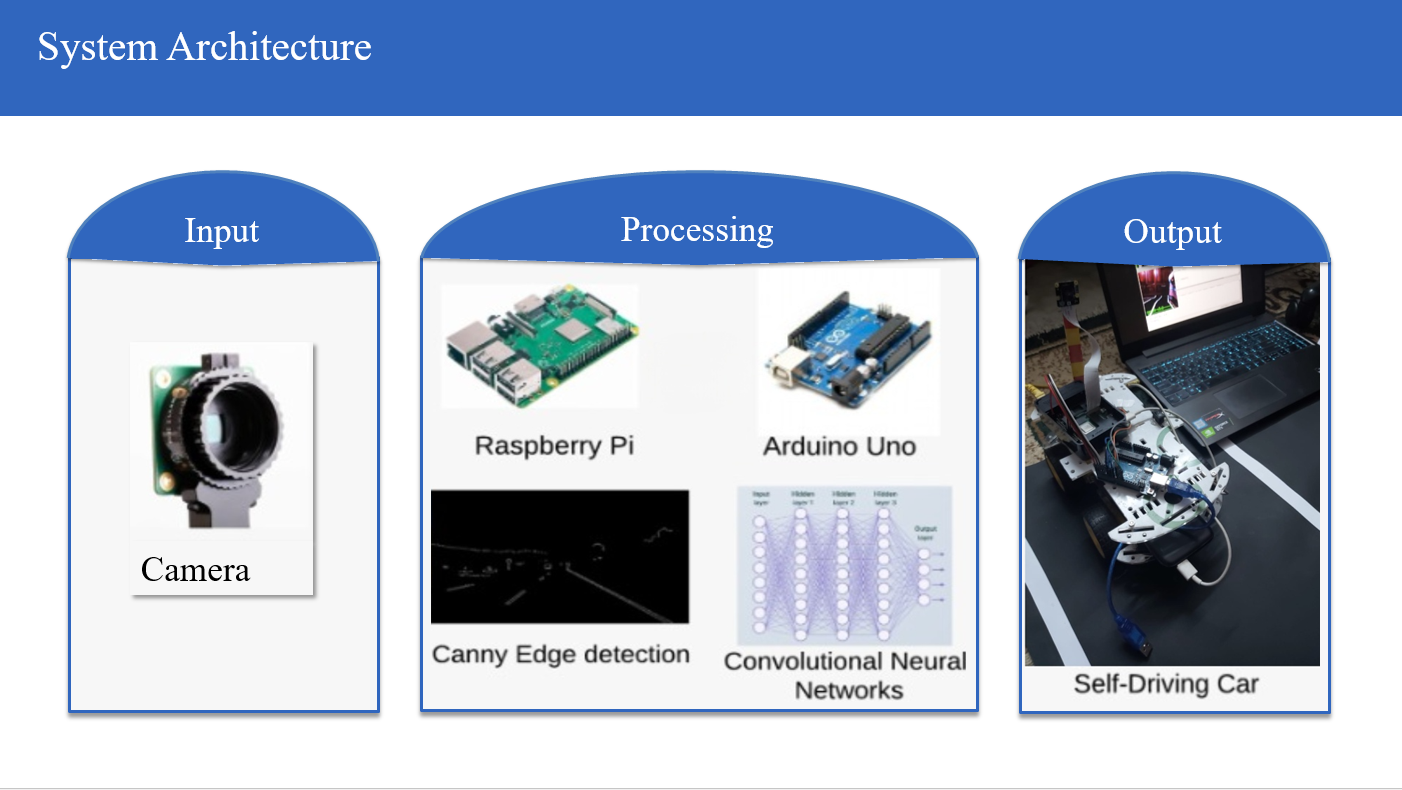 System Architecture
Input
Processing
Output
Camera
Raspberry Pi
Arduino Uno
Input
layer
Hidden
layer 1
Hidden
layer 2
Hidden
layer 3
Output
layer
Canny Edge detection
Convolutional Neural
Networks
Self-Driving Car